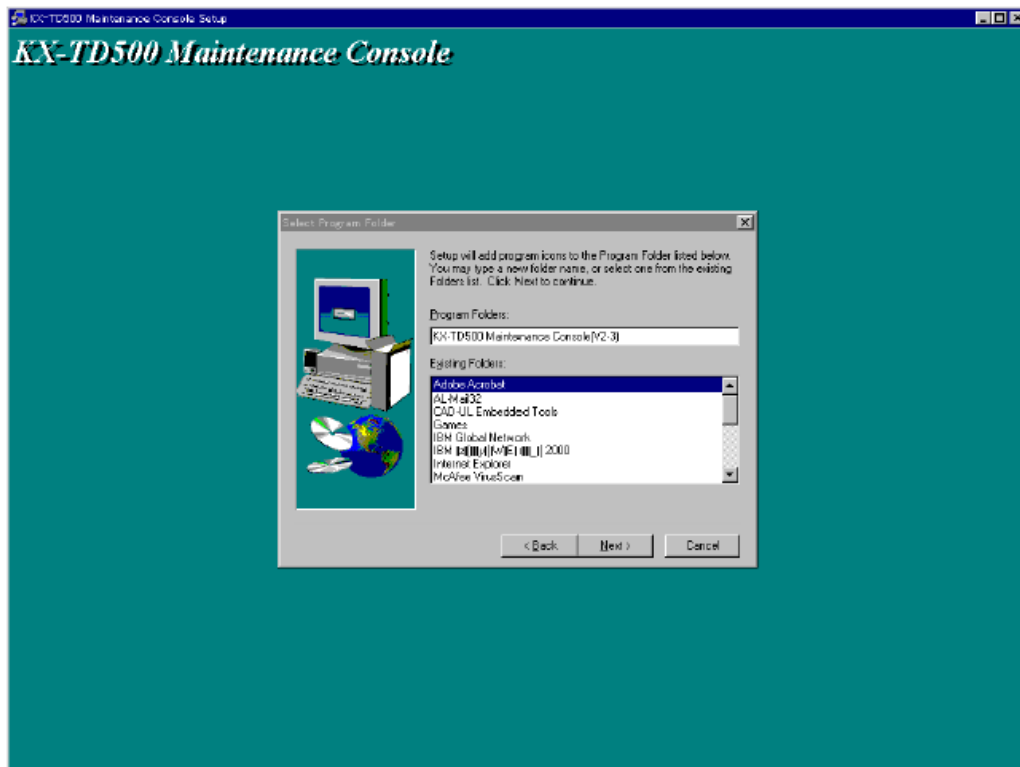 KX-TD500 Maintenance Console Setup
KX-TD500 Maintenance Console
Select Program Folder
Setup will add program icons to the Program Folder listed below.
You may type a new folder name, or select one from the existing
Folders list. Click Next to continue.
Program Folders:
KX-TD500 Maintenance Console(V2-3)
Existing Folders:
Adobe Acrobat
AL-Mail32
CAD-UL Embedded Tools
Games
IBM Global Network
IBM 2000
Internet Explorer
McAfee VirusScan
< Back
Next >
Cancel